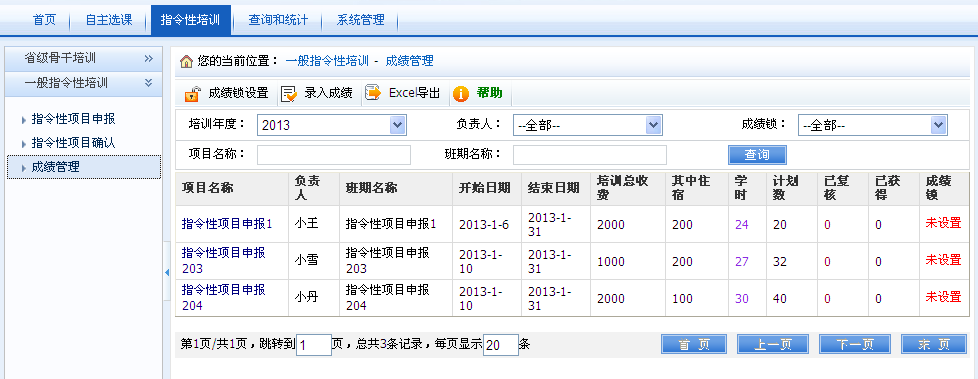 首页 自主选课 指令性培训 查询和统计 系统管理
省级骨干培训
一般指令性培训
指令性项目申报
指令性项目确认
成绩管理
您的当前位置： 一般指令性培训 - 成绩管理
成绩锁设置 录入成绩 Excel导出 帮助
培训年度： 2013 负责人： --全部-- 成绩锁： --全部--
项目名称： 班期名称： 查询
项目名称 负责人 班期名称 开始日期 结束日期 培训总收费 其中住宿 学时 计划数 已复核 已获得 成绩锁
指令性项目申报1 小王 指令性项目申报1 2013-1-6 2013-1-31 2000 200 24 20 0 0 未设置
指令性项目申报203 小雪 指令性项目申报203 2013-1-10 2013-1-31 1000 200 27 32 0 0 未设置
指令性项目申报204 小丹 指令性项目申报204 2013-1-10 2013-1-31 2000 100 30 40 0 0 未设置
第1页/共1页，跳转到1页，总共3条记录，每页显示20条 首 页 上一页 下一页 末 页